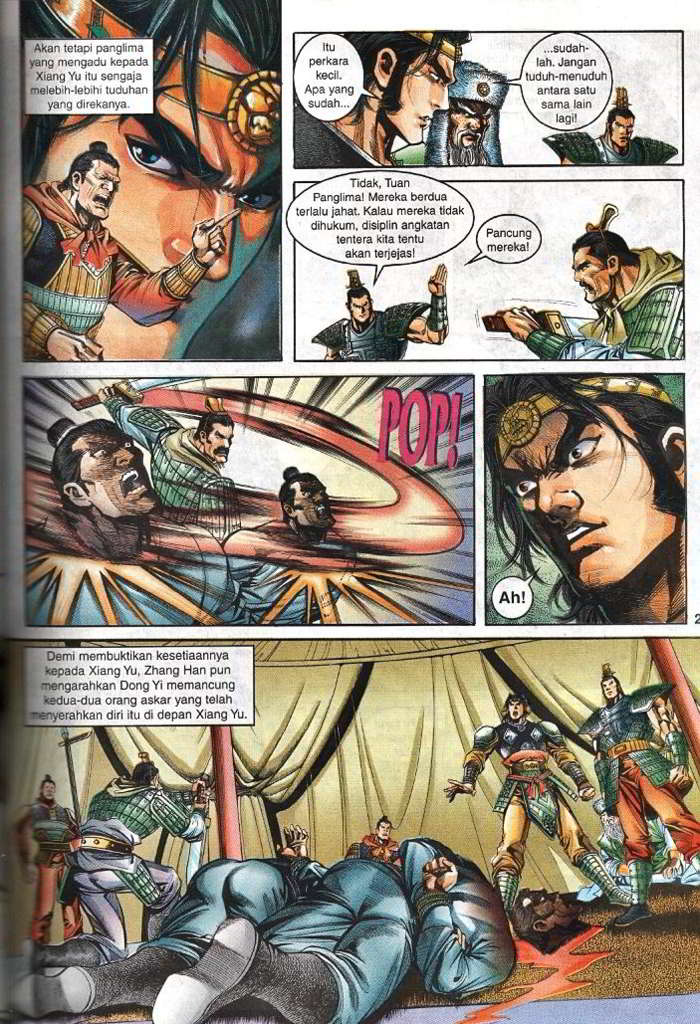 Akan tetapi panglima
yang mengadu kepada
Xiang Yu itu sengaja
melebih-lebihi tuduhan
yang direkanya.
Itu
perkara
kecil.
Apa yang
sudah...
...sudah-
lah. Jangan
tuduh-menuduh
antara satu
sama lain
lagi!
Tidak, Tuan
Panglima! Mereka berdua
terlalu jahat. Kalau mereka tidak
dihukum, disiplin angkatan
tentera kita tentu
akan terjejas!
Pancung
mereka!
POP!
Ah!
Demi membuktikan kesetiaannya
kepada Xiang Yu, Zhang Han pun
mengarahkan Dong Yi memancung
kedua-dua orang askar yang telah
menyerahkan diri itu di depan Xiang Yu.